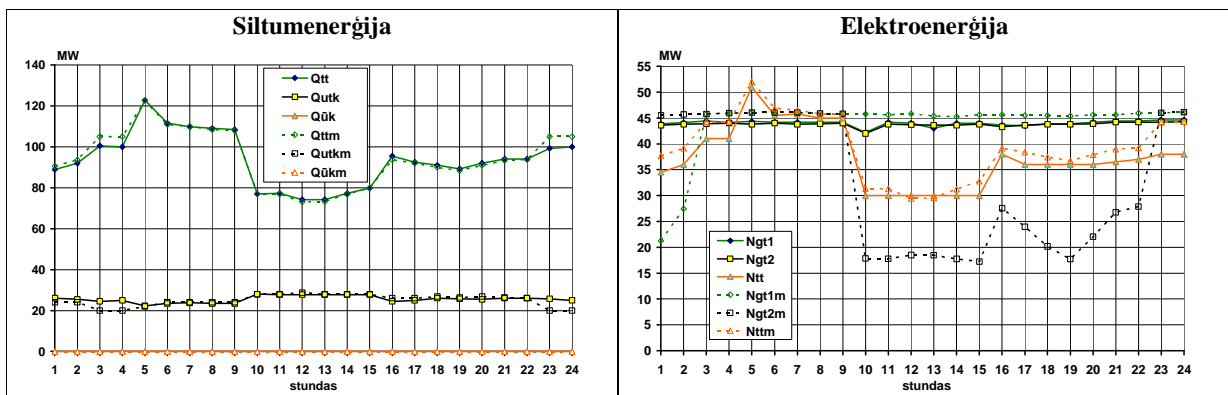 Siltumenerģija
MW
140
120
100
80
60
40
20
0
Qtt
Qutk
Qūk
Qttm
Qutkm
Qūkm
1 2 3 4 5 6 7 8 9 10 11 12 13 14 15 16 17 18 19 20 21 22 23 24
stundas
Elektroenerģija
MW
55
50
45
40
35
30
25
20
15
10
5
0
Ngt1
Ngt2
Ntt
Ngt1m
Ngt2m
Nttm
1 2 3 4 5 6 7 8 9 10 11 12 13 14 15 16 17 18 19 20 21 22 23 24
stundas